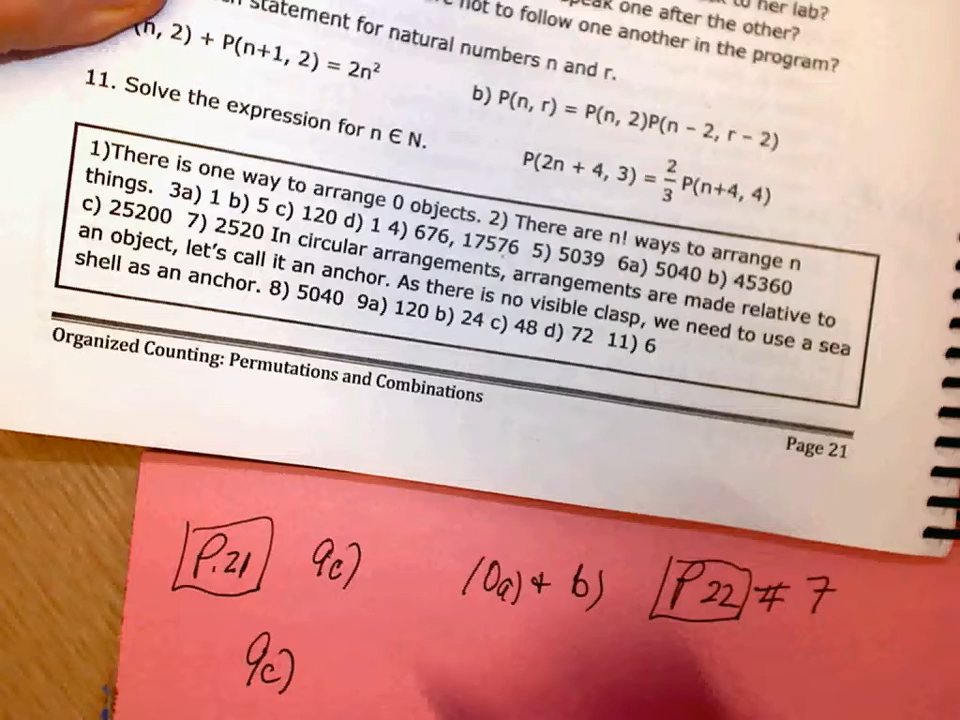 to her lab?
speak one after the other?
not to follow one another in the program?
statement for natural numbers n and r.
(n, 2) + P(n+1, 2) = 2n²
b) P(n, r) = P(n, 2)P(n − 2, r − 2)
11. Solve the expression for n ∈ N.
P(2n + 4, 3) = 2/3 P(n+4, 4)
1)There is one way to arrange 0 objects. 2) There are n! ways to arrange n
things. 3a) 1 b) 5 c) 120 d) 1 4) 676, 17576 5) 5039 6a) 5040 b) 45360
c) 25200 7) 2520 In circular arrangements, arrangements are made relative to
an object, let's call it an anchor. As there is no visible clasp, we need to use a sea
shell as an anchor. 8) 5040 9a) 120 b) 24 c) 48 d) 72 11) 6
Organized Counting: Permutations and Combinations
Page 21
P.21 9c) 10a) + b) P 22 # 7
9c)